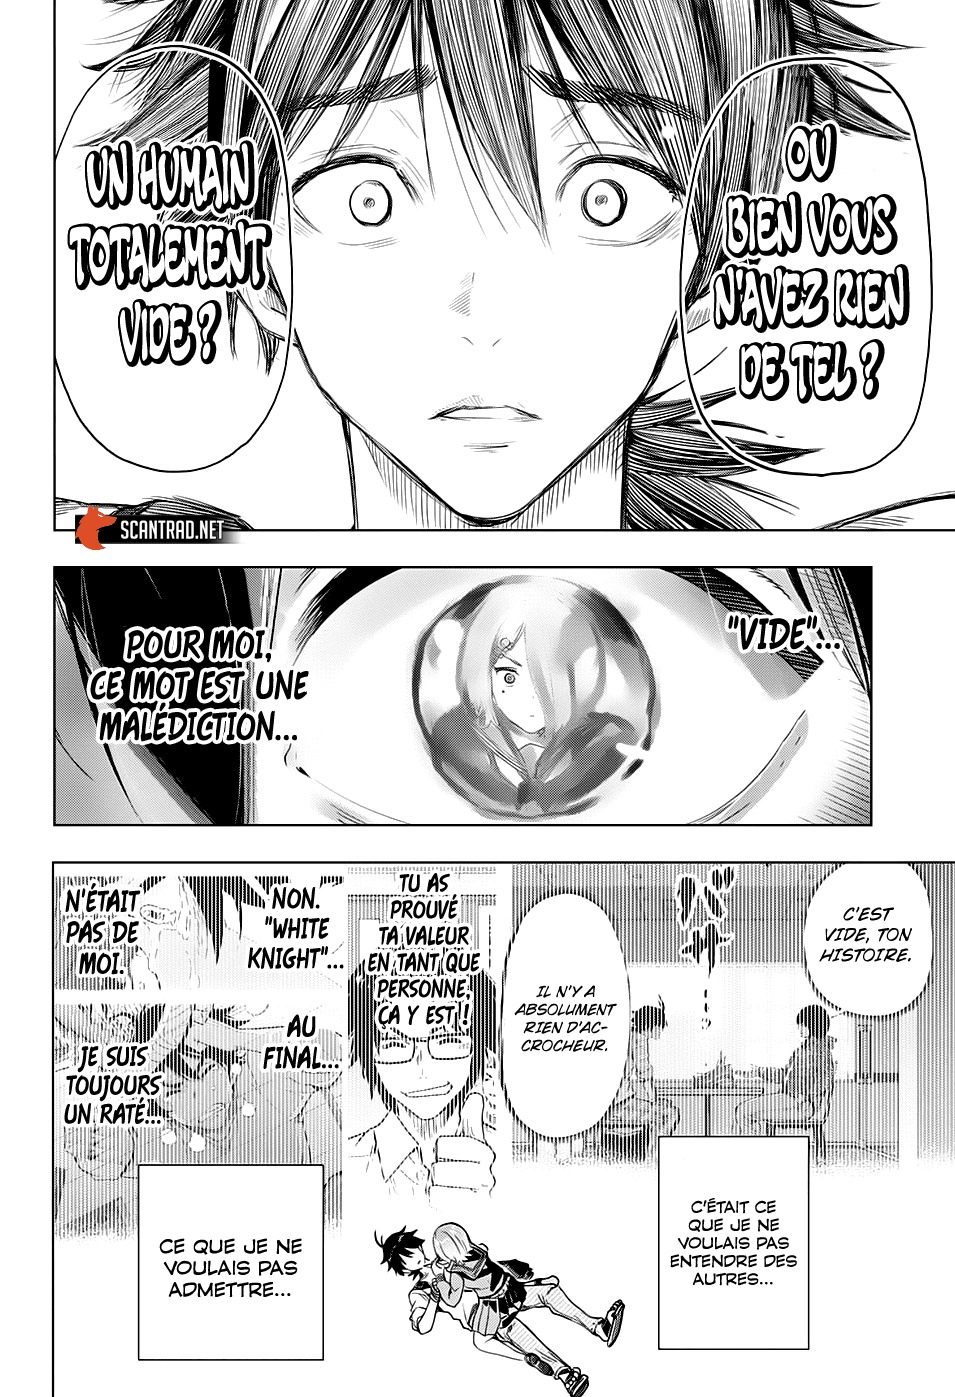 OU
BIEN VOUS
N'AVEZ RIEN
DE TEL ?
UN HUMAIN
TOTALEMENT
VIDE ?
SCANTRAD.NET
"VIDE"...
POUR MOI,
CE MOT EST UNE
MALÉDICTION...
C'EST
VIDE, TON
HISTOIRE.
IL N'Y A
ABSOLUMENT
RIEN D'AC-
CROCHEUR.
C'ÉTAIT CE
QUE JE NE
VOULAIS PAS
ENTENDRE DES
AUTRES...
TU AS
PROUVÉ
TA VALEUR
EN TANT QUE
PERSONNE,
ÇA Y EST !
NON.
"WHITE
KNIGHT"...
N'ÉTAIT
PAS DE
MOI.
AU
FINAL...
JE SUIS
TOUJOURS
UN RATÉ...
CE QUE JE NE
VOULAIS PAS
ADMETTRE...